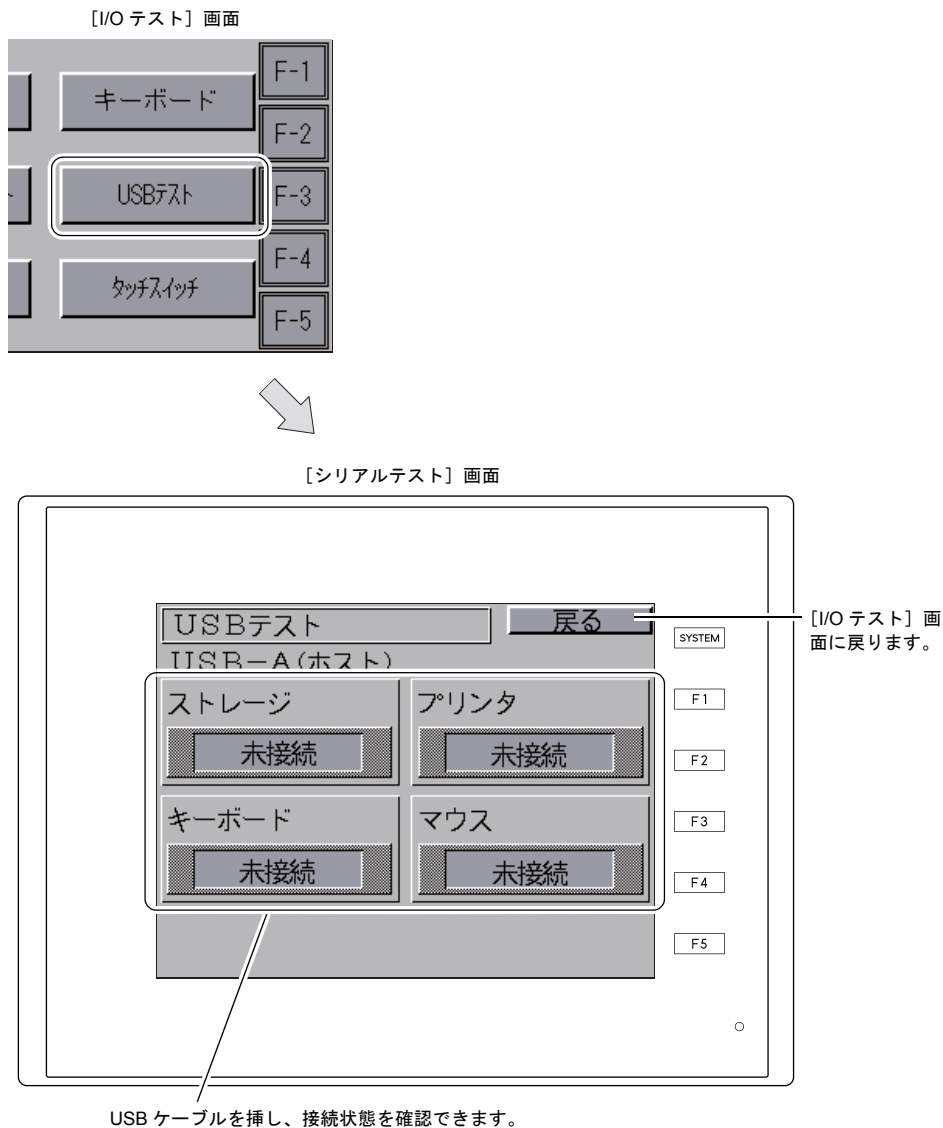 ［I/O テスト］画面
キーボード
F-1
F-2
USBﾃｽﾄ
F-3
F-4
ﾀｯﾁｽｲｯﾁ
F-5
［シリアルテスト］画面
USBテスト
戻る
［I/O テスト］画
面に戻ります。
SYSTEM
USB－A(ホスト)
ストレージ
プリンタ
F1
未接続
未接続
F2
キーボード
マウス
F3
未接続
未接続
F4
F5
USB ケーブルを挿し、接続状態を確認できます。